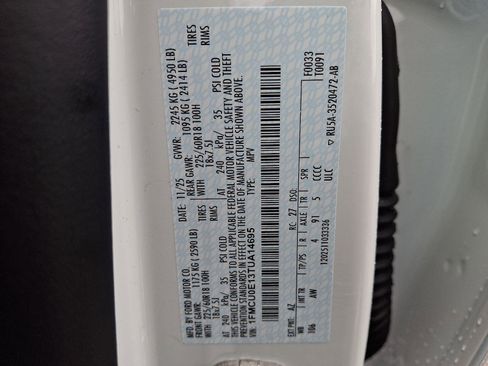 MFD. BY FORD MOTOR CO.
DATE: 11/25 GVWR: 2245 KG ( 4950 LB)
FRONT GAWR: 1175 KG ( 2590 LB) REAR GAWR: 1095 KG ( 2414 LB)
WITH 225/60R18 100H TIRES WITH 225/60R18 100H TIRES
18x7.5J RIMS 18x7.5J RIMS
AT 240 kPa/ 35 PSI COLD AT 240 kPa/ 35 PSI COLD
THIS VEHICLE CONFORMS TO ALL APPLICABLE FEDERAL MOTOR VEHICLE SAFETY AND THEFT
PREVENTION STANDARDS IN EFFECT ON THE DATE OF MANUFACTURE SHOWN ABOVE.
VIN: 1FMCU0E13TUA14695
TYPE: MPV
F0033
T0091
EXT PNT: AZ RC: 27 DSO:
WB INT TR TP/PS R AXLE TR SPR
106 AW 4 91 5 CCCC
1202511033336 ULC
▽ RU5A-3520472-AB